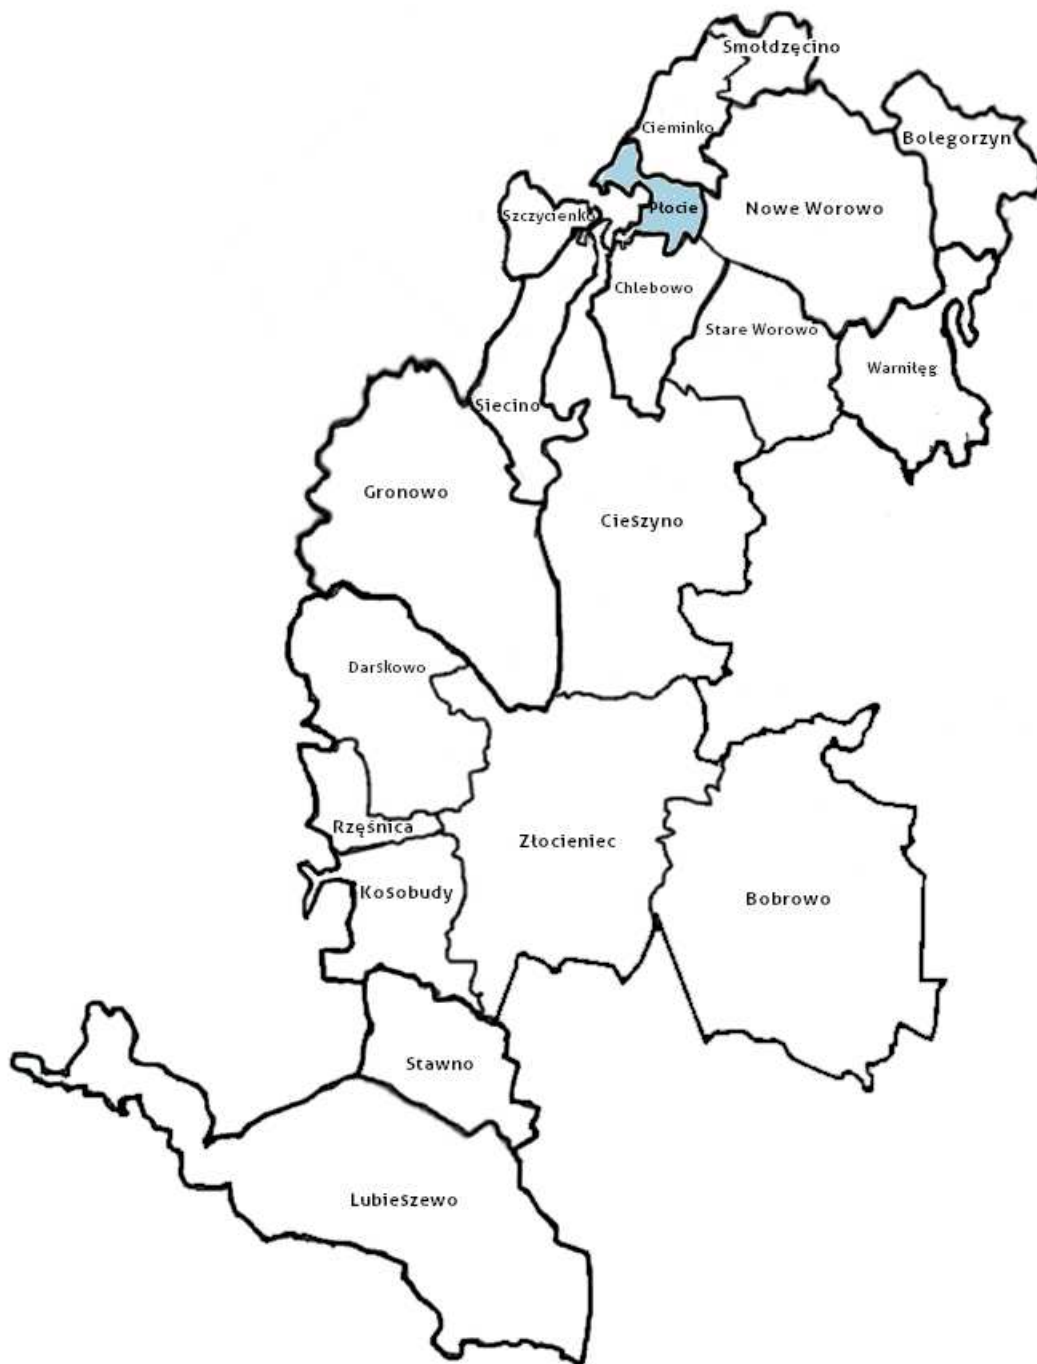 Smołdzęcino
Cieminko
Bolegorzyn
Płocie
Nowe Worowo
Szczycienko
Chlebowo
Stare Worowo
Warniłęg
Siecino
Gronowo
Cieszyno
Darskowo
Rzęśnica
Złocieniec
Kosobudy
Bobrowo
Stawno
Lubieszewo